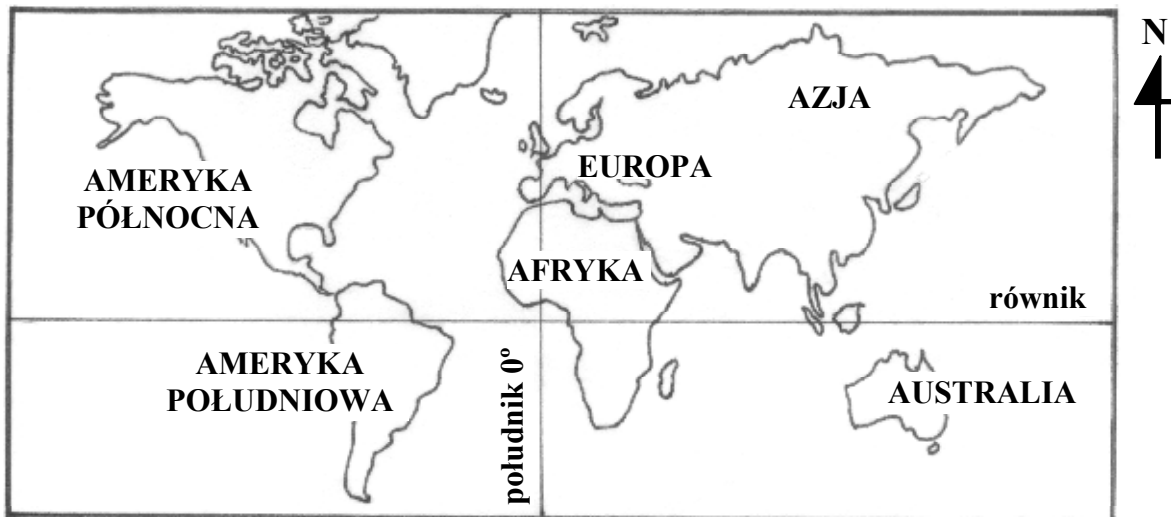 N
AZJA
EUROPA
AMERYKA
PÓŁNOCNA
AFRYKA
równik
AMERYKA
POŁUDNIOWA
południk 0º
AUSTRALIA